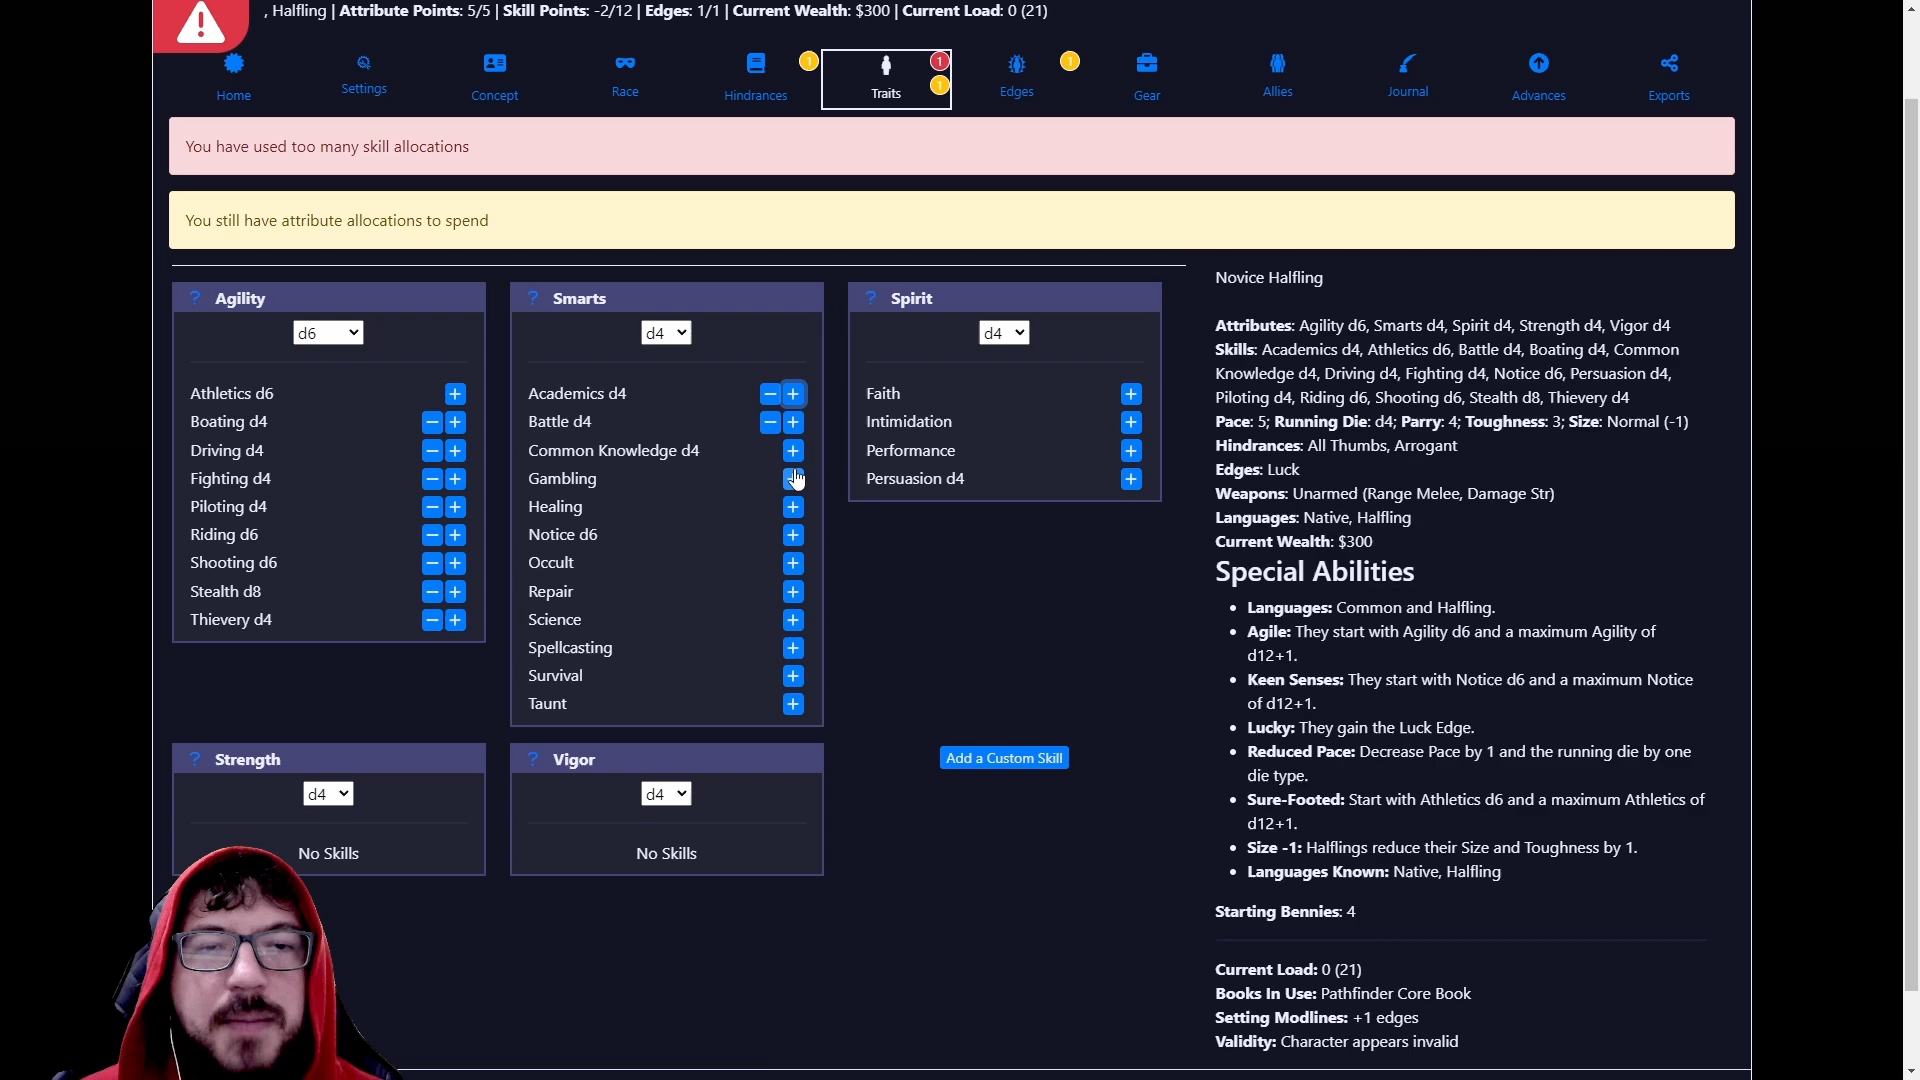 , Halfling | Attribute Points: 5/5 | Skill Points: -2/12 | Edges: 1/1 | Current Wealth: $300 | Current Load: 0 (21)
Home
Settings
Concept
Race
Hindrances
1
Traits
1
1
Edges
1
Gear
Allies
Journal
Advances
Exports
You have used too many skill allocations
You still have attribute allocations to spend
? Agility
d6
Athletics d6
Boating d4
Driving d4
Fighting d4
Piloting d4
Riding d6
Shooting d6
Stealth d8
Thievery d4
? Smarts
d4
Academics d4
Battle d4
Common Knowledge d4
Gambling
Healing
Notice d6
Occult
Repair
Science
Spellcasting
Survival
Taunt
? Spirit
d4
Faith
Intimidation
Performance
Persuasion d4
? Strength
d4
No Skills
? Vigor
d4
No Skills
Add a Custom Skill
Novice Halfling
Attributes: Agility d6, Smarts d4, Spirit d4, Strength d4, Vigor d4
Skills: Academics d4, Athletics d6, Battle d4, Boating d4, Common
Knowledge d4, Driving d4, Fighting d4, Notice d6, Persuasion d4,
Piloting d4, Riding d6, Shooting d6, Stealth d8, Thievery d4
Pace: 5; Running Die: d4; Parry: 4; Toughness: 3; Size: Normal (-1)
Hindrances: All Thumbs, Arrogant
Edges: Luck
Weapons: Unarmed (Range Melee, Damage Str)
Languages: Native, Halfling
Current Wealth: $300
Special Abilities
• Languages: Common and Halfling.
• Agile: They start with Agility d6 and a maximum Agility of
d12+1.
• Keen Senses: They start with Notice d6 and a maximum Notice
of d12+1.
• Lucky: They gain the Luck Edge.
• Reduced Pace: Decrease Pace by 1 and the running die by one
die type.
• Sure-Footed: Start with Athletics d6 and a maximum Athletics of
d12+1.
• Size -1: Halflings reduce their Size and Toughness by 1.
• Languages Known: Native, Halfling
Starting Bennies: 4
Current Load: 0 (21)
Books In Use: Pathfinder Core Book
Setting Modlines: +1 edges
Validity: Character appears invalid